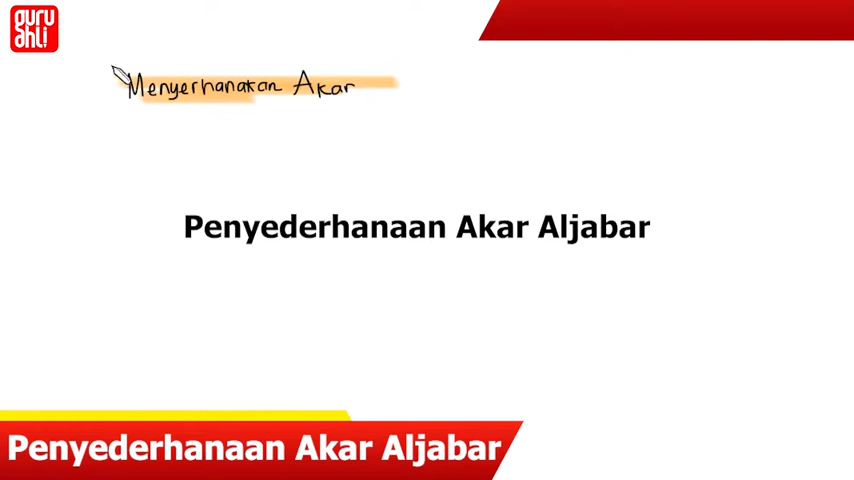 guru
ahli
Menyerhanakan Akar
Penyederhanaan Akar Aljabar
Penyederhanaan Akar Aljabar